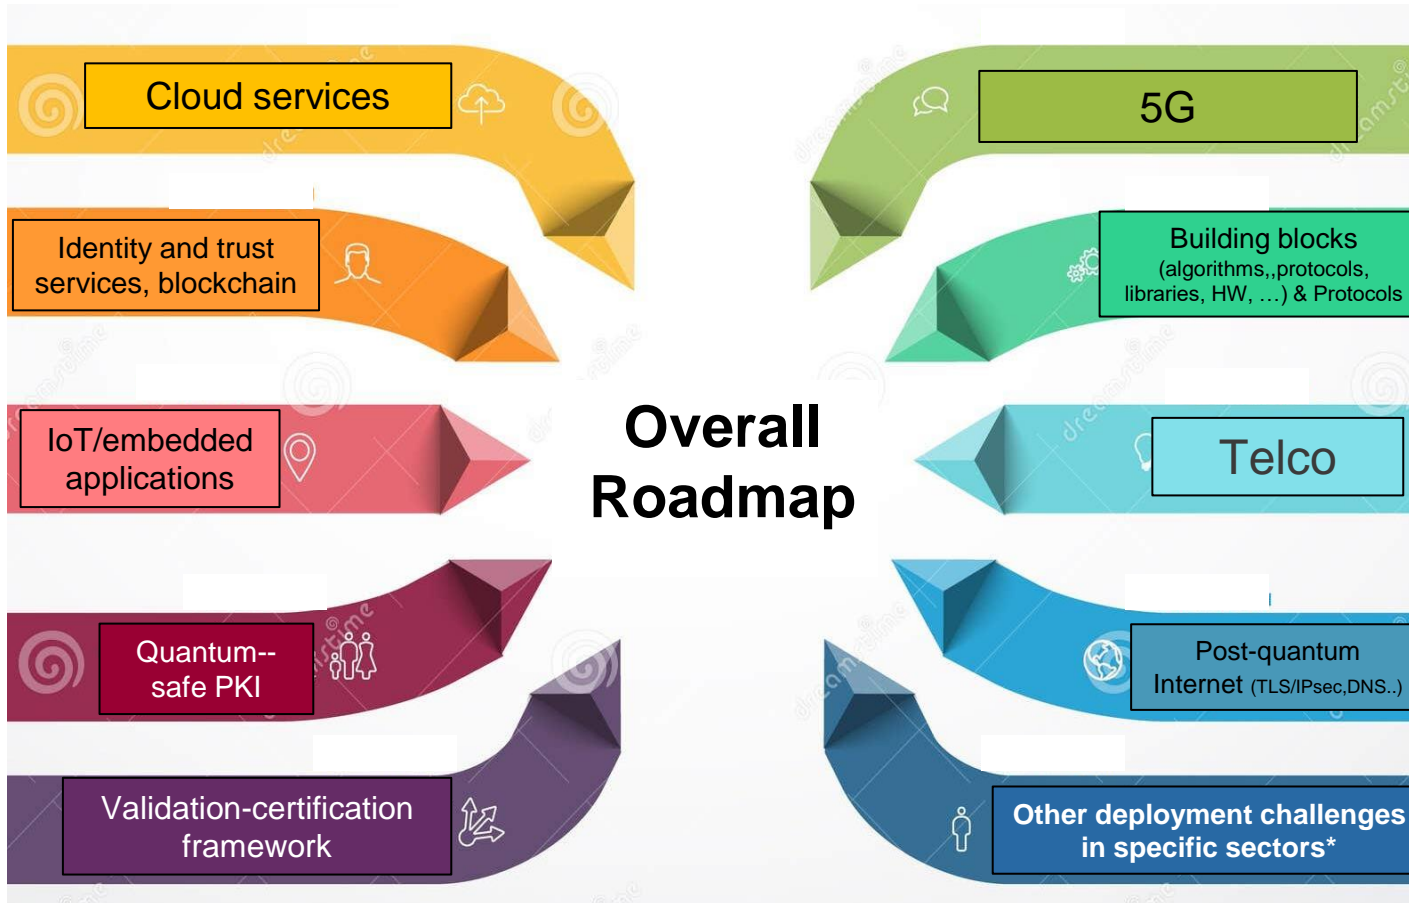 Cloud services
5G
Identity and trust
services, blockchain
Building blocks
(algorithms,,protocols,
libraries, HW, …) & Protocols
IoT/embedded
applications
Overall
Roadmap
Telco
Quantum--
safe PKI
Post-quantum
Internet (TLS/IPsec,DNS..)
Validation-certification
framework
Other deployment challenges
in specific sectors*
dreamstime